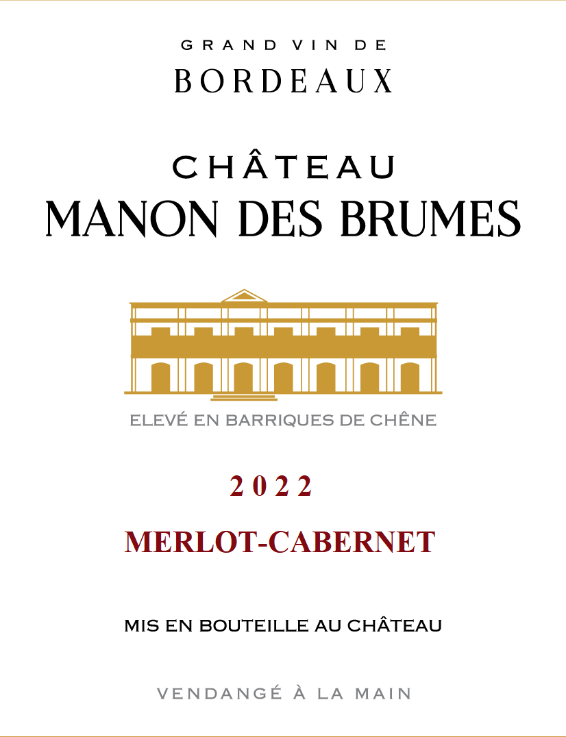 GRAND VIN DE
BORDEAUX
CHÂTEAU
MANON DES BRUMES
ELEVÉ EN BARRIQUES DE CHÊNE
2022
MERLOT-CABERNET
MIS EN BOUTEILLE AU CHÂTEAU
VENDANGÉ À LA MAIN